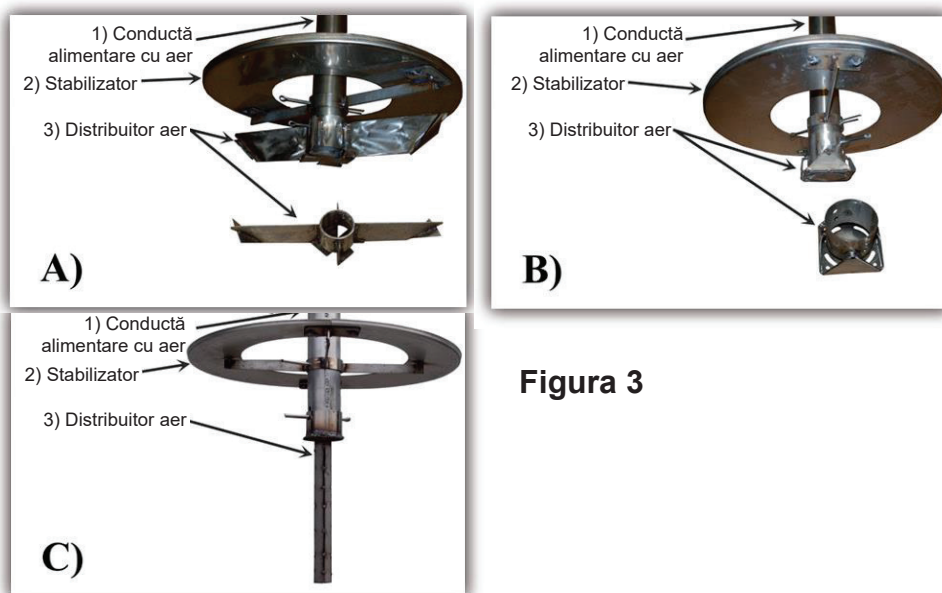 1) Conductă
alimentare cu aer
2) Stabilizator
3) Distribuitor aer
A)
1) Conductă
alimentare cu aer
2) Stabilizator
3) Distribuitor aer
B)
1) Conductă
alimentare cu aer
2) Stabilizator
3) Distribuitor aer
C)
Figura 3